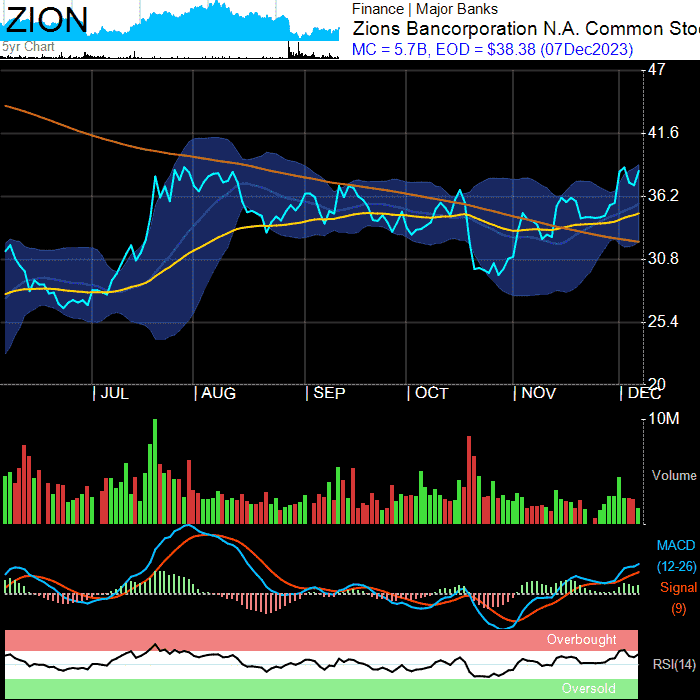 ZION
5yr Chart
Finance | Major Banks
Zions Bancorporation N.A. Common Sto
MC = 5.7B, EOD = $38.38 (07Dec2023)
47
41.6
36.2
30.8
25.4
20
JUL AUG SEP OCT NOV DEC
10M
Volume
MACD
(12-26)
Signal
(9)
Overbought
RSI(14)
Oversold